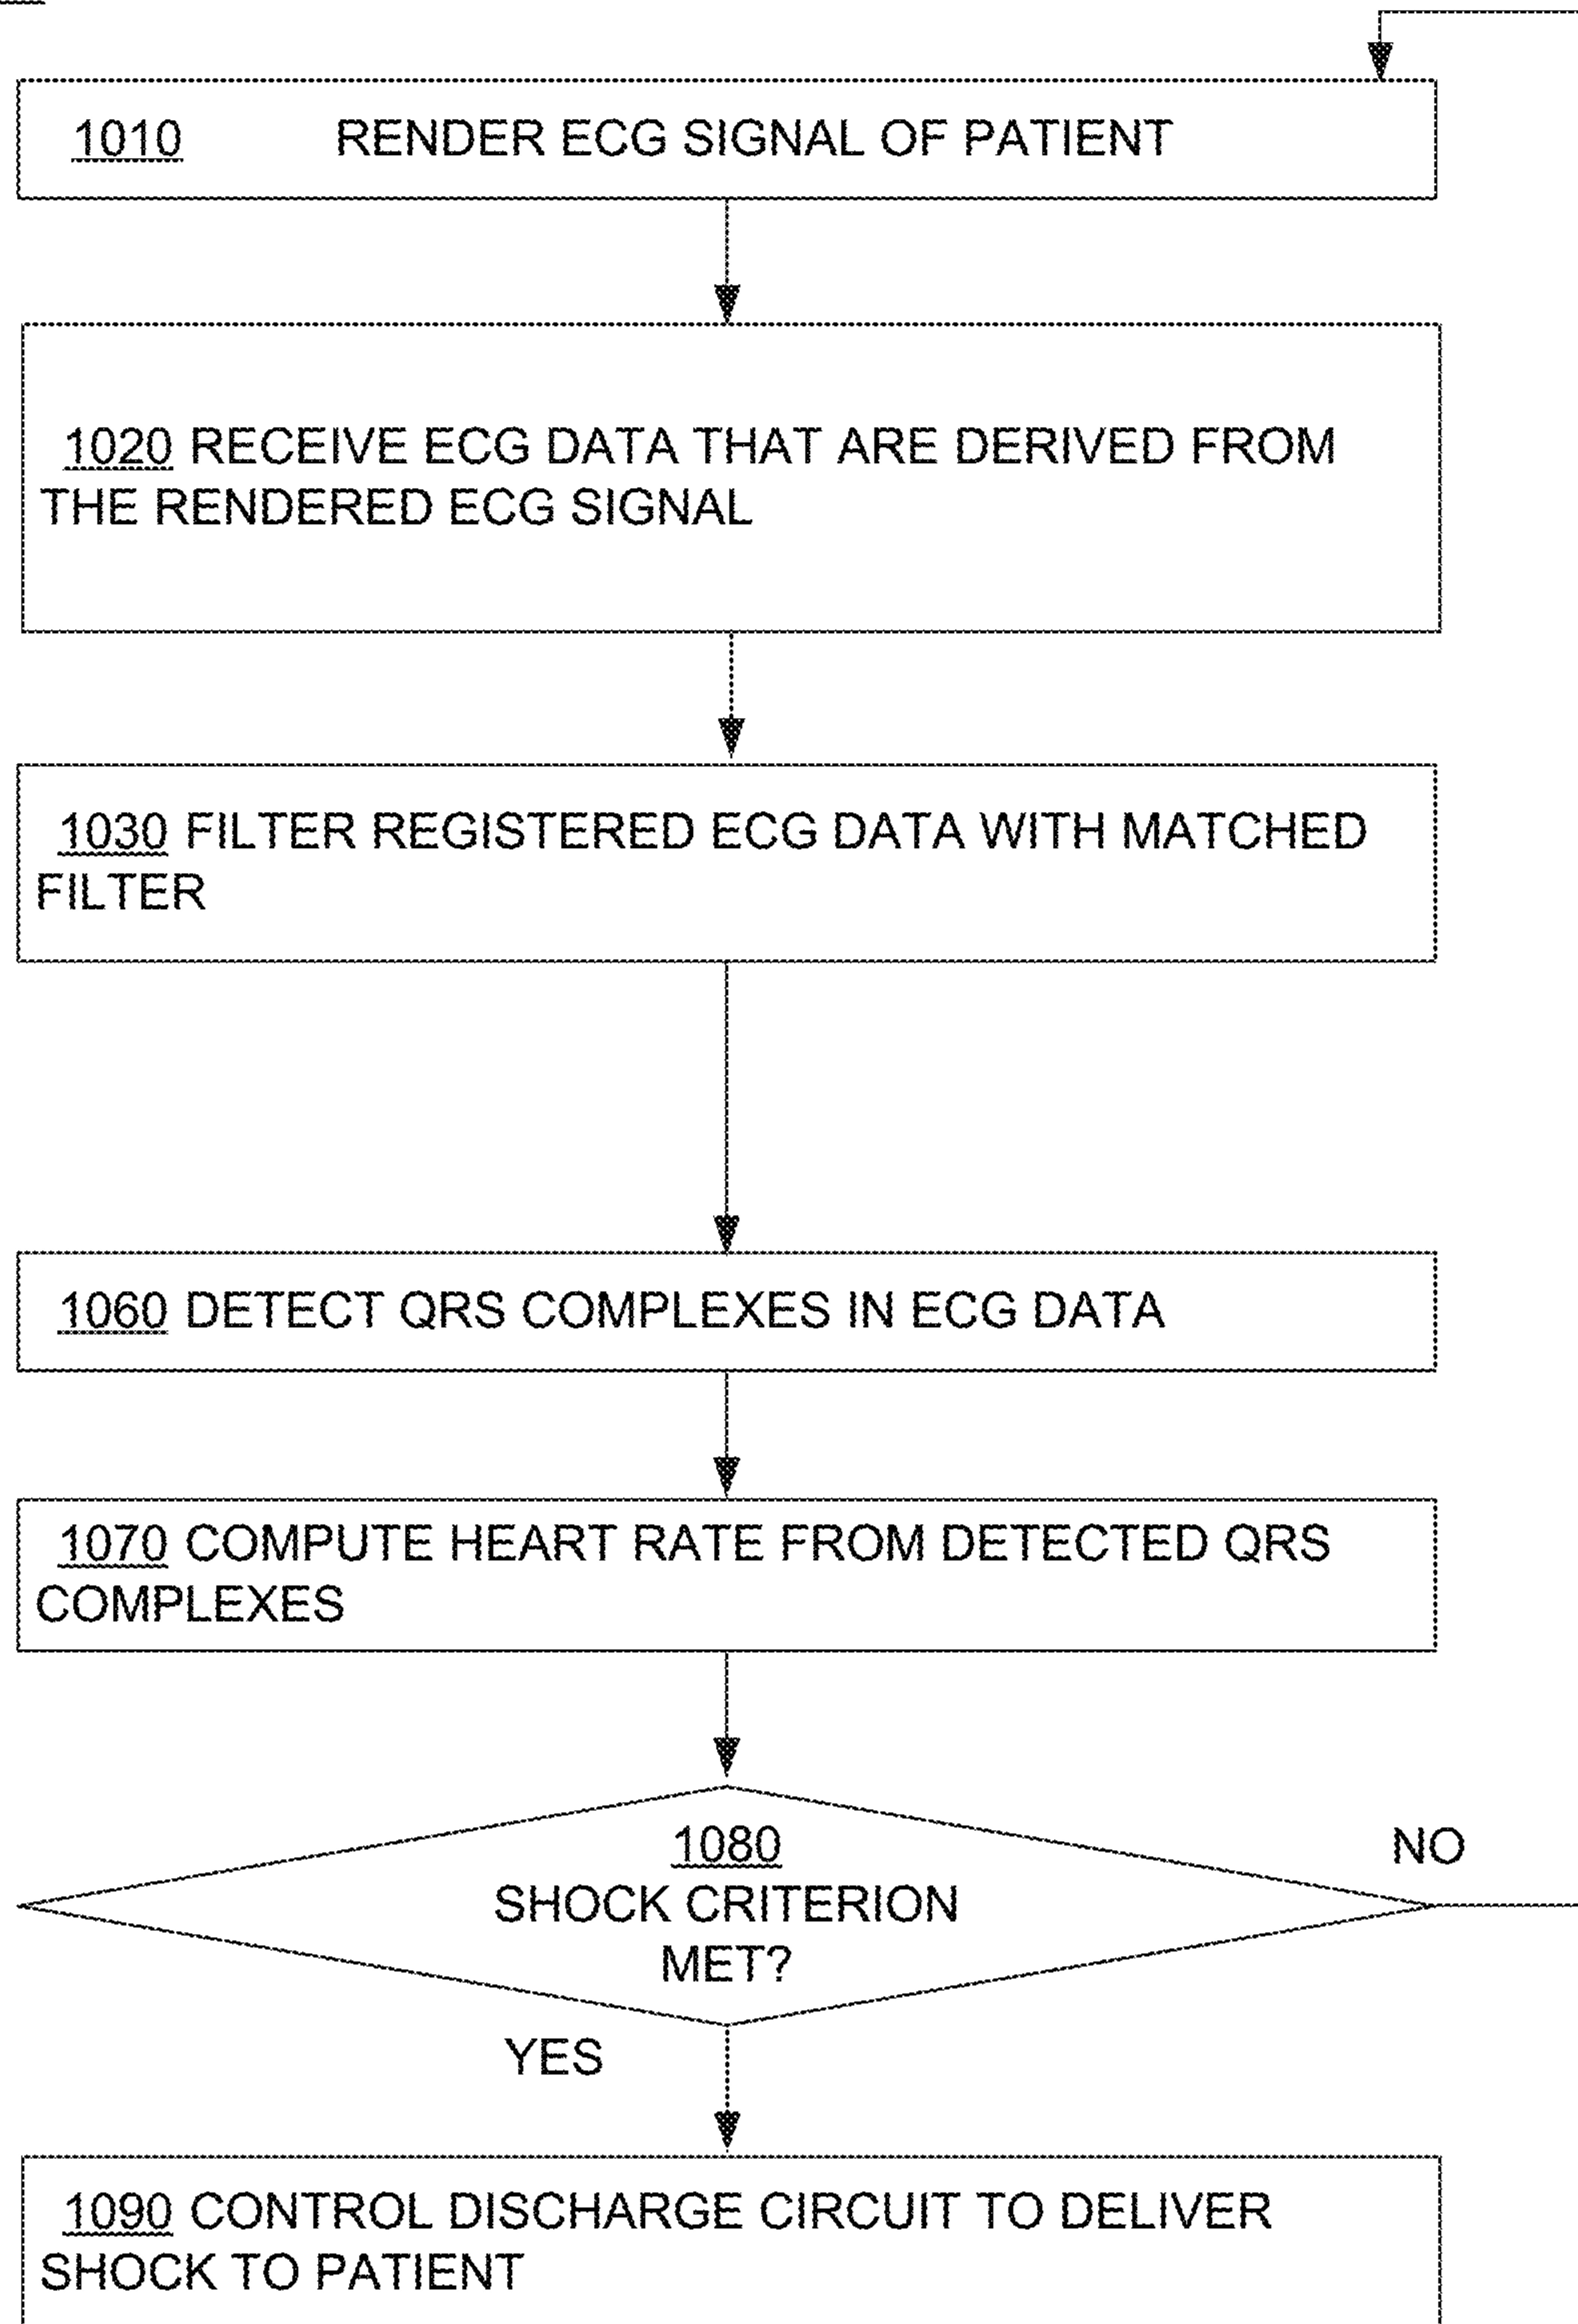 1010 RENDER ECG SIGNAL OF PATIENT
1020 RECEIVE ECG DATA THAT ARE DERIVED FROM
THE RENDERED ECG SIGNAL
1030 FILTER REGISTERED ECG DATA WITH MATCHED
FILTER
1060 DETECT QRS COMPLEXES IN ECG DATA
1070 COMPUTE HEART RATE FROM DETECTED QRS
COMPLEXES
1080
SHOCK CRITERION
MET?
NO
YES
1090 CONTROL DISCHARGE CIRCUIT TO DELIVER
SHOCK TO PATIENT